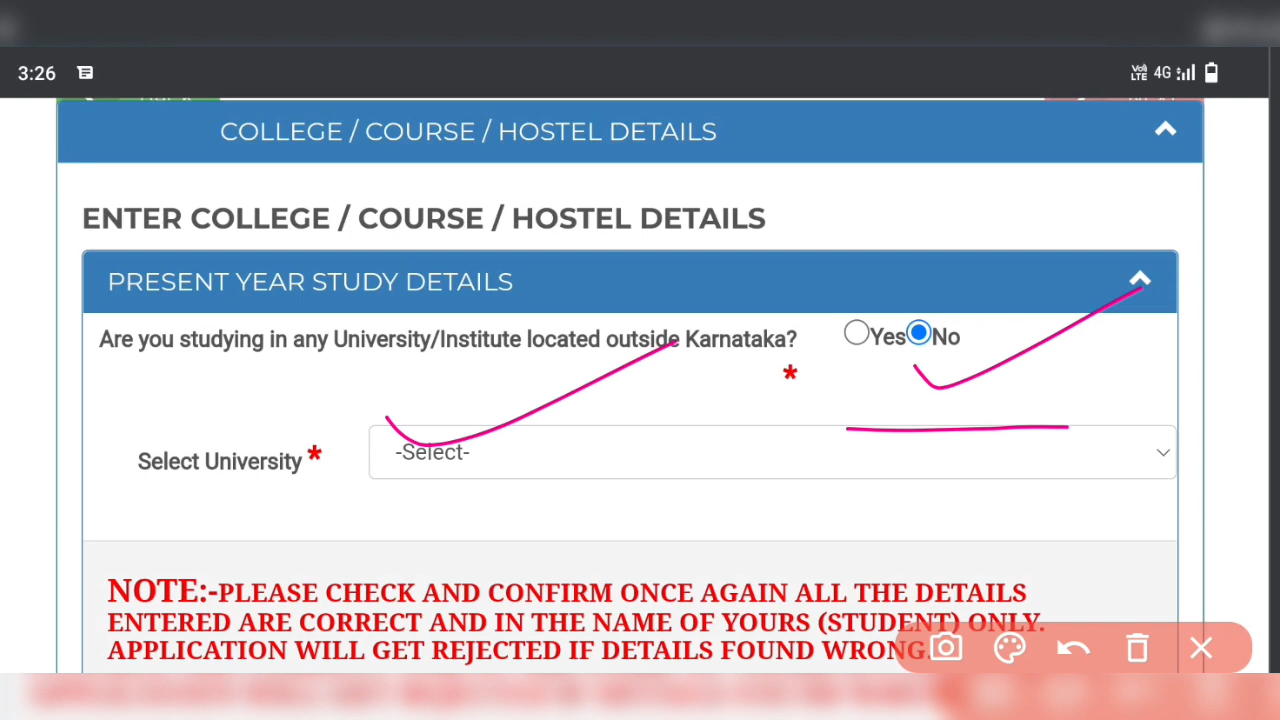 3:26 VoLTE 4G
COLLEGE / COURSE / HOSTEL DETAILS
ENTER COLLEGE / COURSE / HOSTEL DETAILS
PRESENT YEAR STUDY DETAILS
Are you studying in any University/Institute located outside Karnataka? Yes No
*
Select University * -Select-
NOTE:-PLEASE CHECK AND CONFIRM ONCE AGAIN ALL THE DETAILS
ENTERED ARE CORRECT AND IN THE NAME OF YOURS (STUDENT) ONLY.
APPLICATION WILL GET REJECTED IF DETAILS FOUND WRONG.